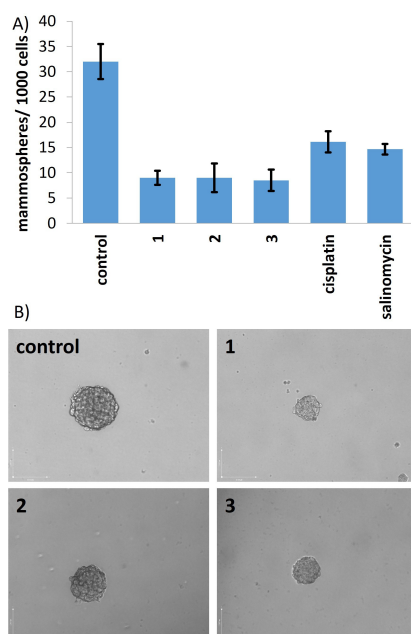 A)
mammospheres/ 1000 cells
40
35
30
25
20
15
10
5
0
control
1
2
3
cisplatin
salinomycin
B)
control
1
2
3